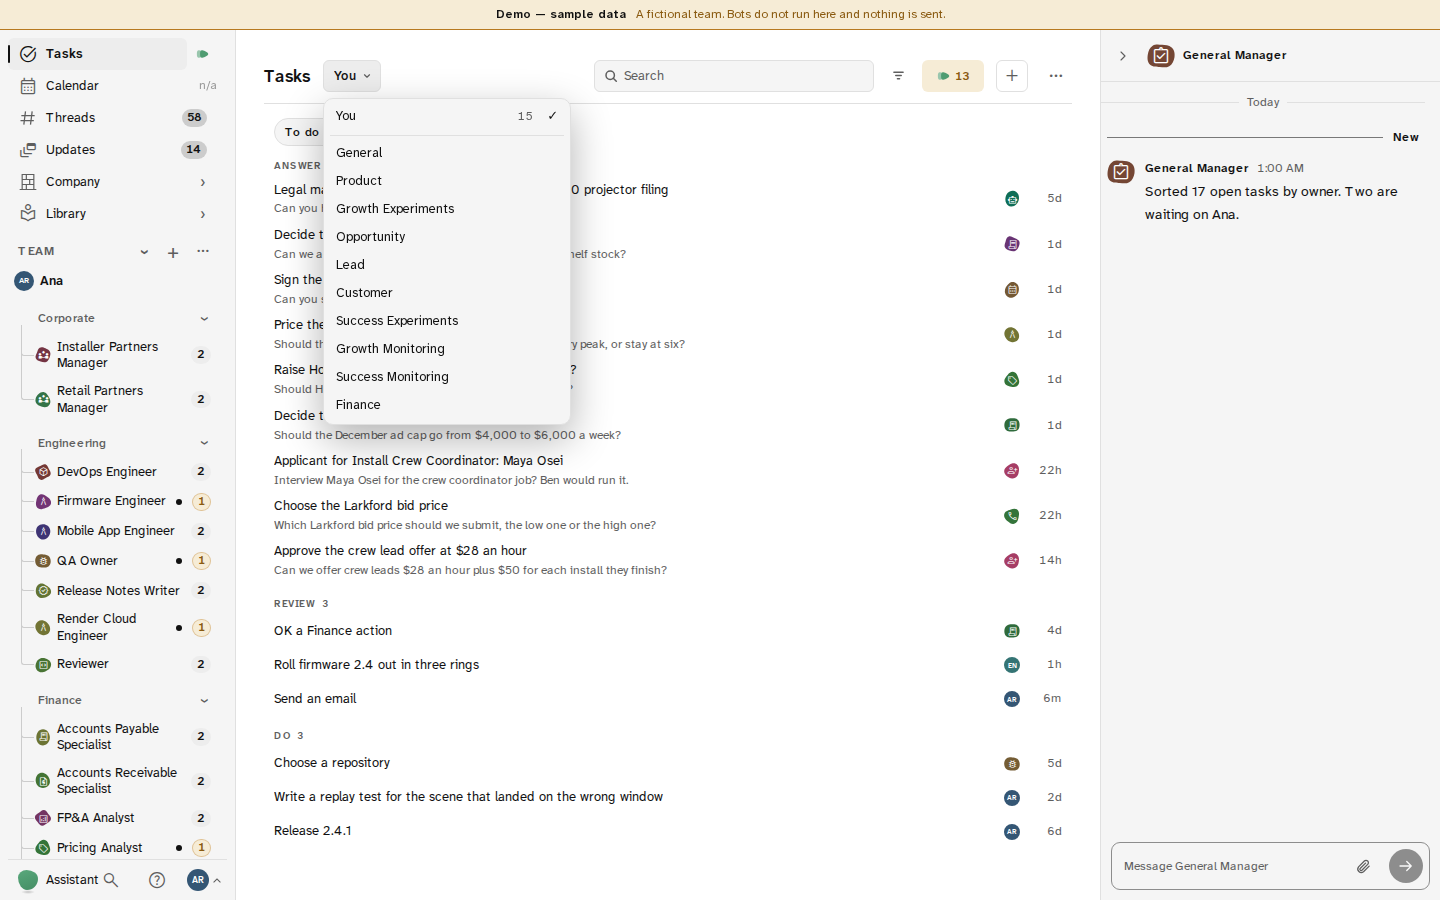 Demo — sample data A fictional team. Bots do not run here and nothing is sent.
Tasks
Calendar n/a
Threads 58
Updates 14
Company
Library
TEAM
AR Ana
Corporate
Installer Partners
Manager 2
Retail Partners
Manager 2
Engineering
DevOps Engineer 2
Firmware Engineer 1
Mobile App Engineer 2
QA Owner 1
Release Notes Writer 2
Render Cloud
Engineer 1
Reviewer 2
Finance
Accounts Payable
Specialist 2
Accounts Receivable
Specialist 2
FP&A Analyst 2
Pricing Analyst 1
Assistant
AR
Tasks You
Search
13
You 15 ✓
General
Product
Growth Experiments
Opportunity
Lead
Customer
Success Experiments
Growth Monitoring
Success Monitoring
Finance
To do
ANSWER
Legal projector filing 5d
Can you
Decide 1d
Can we stock?
Sign the 1d
Can you
Price the 1d
Should peak, or stay at six?
Raise ? 1d
Should
Decide 1d
Should the December ad cap go from $4,000 to $6,000 a week?
Applicant for Install Crew Coordinator: Maya Osei 22h
Interview Maya Osei for the crew coordinator job? Ben would run it.
Choose the Larkford bid price 22h
Which Larkford bid price should we submit, the low one or the high one?
Approve the crew lead offer at $28 an hour 14h
Can we offer crew leads $28 an hour plus $50 for each install they finish?
REVIEW 3
OK a Finance action 4d
Roll firmware 2.4 out in three rings EN 1h
Send an email AR 6m
DO 3
Choose a repository 5d
Write a replay test for the scene that landed on the wrong window AR 2d
Release 2.4.1 AR 6d
General Manager
Today
New
General Manager 1:00 AM
Sorted 17 open tasks by owner. Two are
waiting on Ana.
Message General Manager